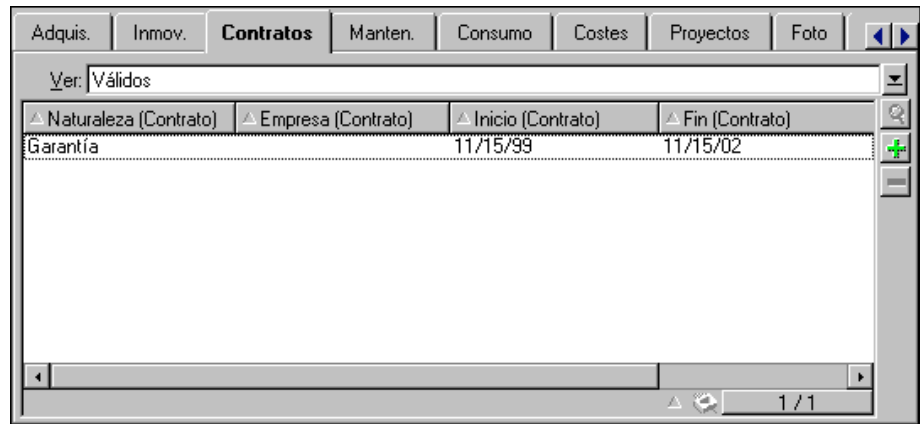 Adquis. Inmov. Contratos Manten. Consumo Costes Proyectos Foto
Ver: Válidos
Naturaleza (Contrato) Empresa (Contrato) Inicio (Contrato) Fin (Contrato)
Garantía 11/15/99 11/15/02
1 / 1